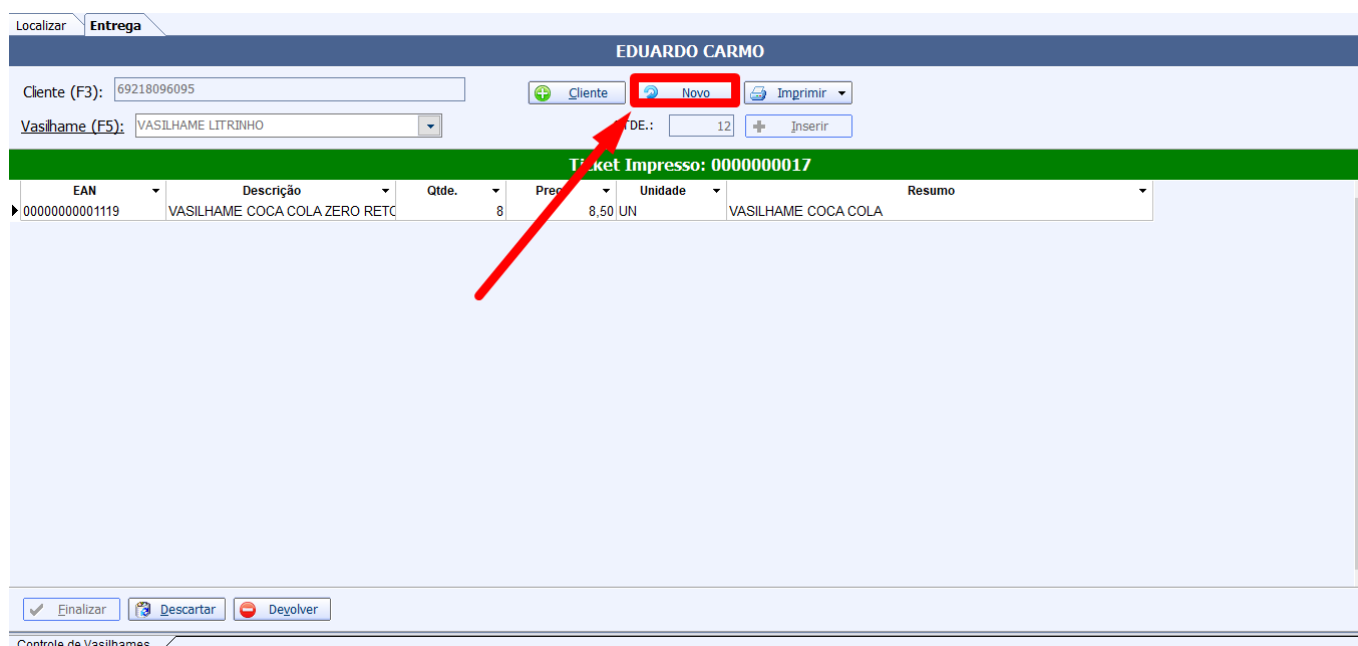 Localizar Entrega
EDUARDO CARMO
Cliente (F3): 69218096095 Cliente Novo Imprimir
Vasilhame (F5): VASILHAME LITRINHO TDE.: 12 Inserir
Ticket Impresso: 0000000017
EAN Descrição Qtde. Preç Unidade Resumo
00000000001119 VASILHAME COCA COLA ZERO RETO 8 8,50 UN VASILHAME COCA COLA
Finalizar Descartar Devolver
Controle de Vasilhames